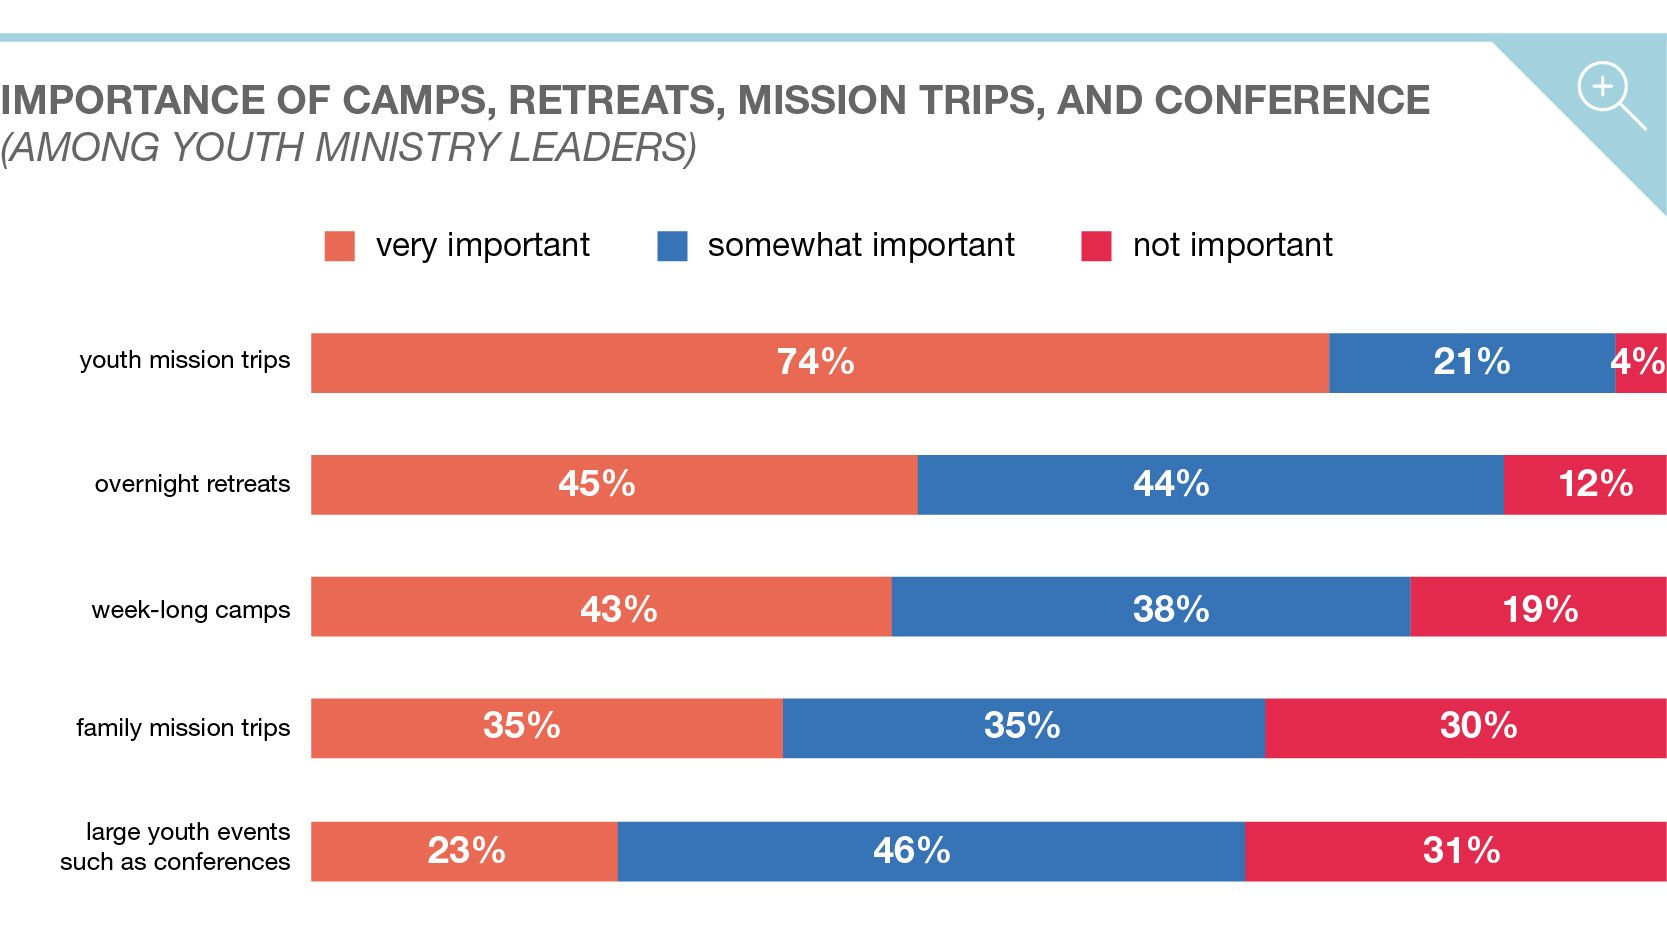 IMPORTANCE OF CAMPS, RETREATS, MISSION TRIPS, AND CONFERENCE
(AMONG YOUTH MINISTRY LEADERS)
very important somewhat important not important
youth mission trips 74% 21% 4%
overnight retreats 45% 44% 12%
week-long camps 43% 38% 19%
family mission trips 35% 35% 30%
large youth events
such as conferences 23% 46% 31%